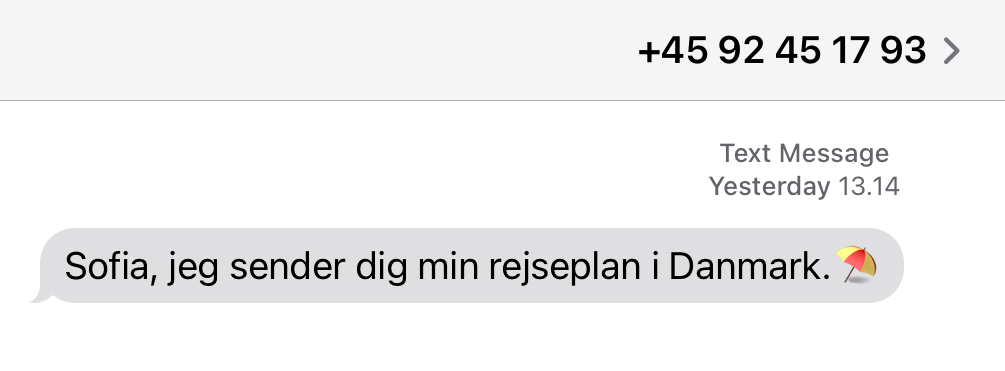 +45 92 45 17 93
Text Message
Yesterday 13.14
Sofia, jeg sender dig min rejseplan i Danmark.⛱️